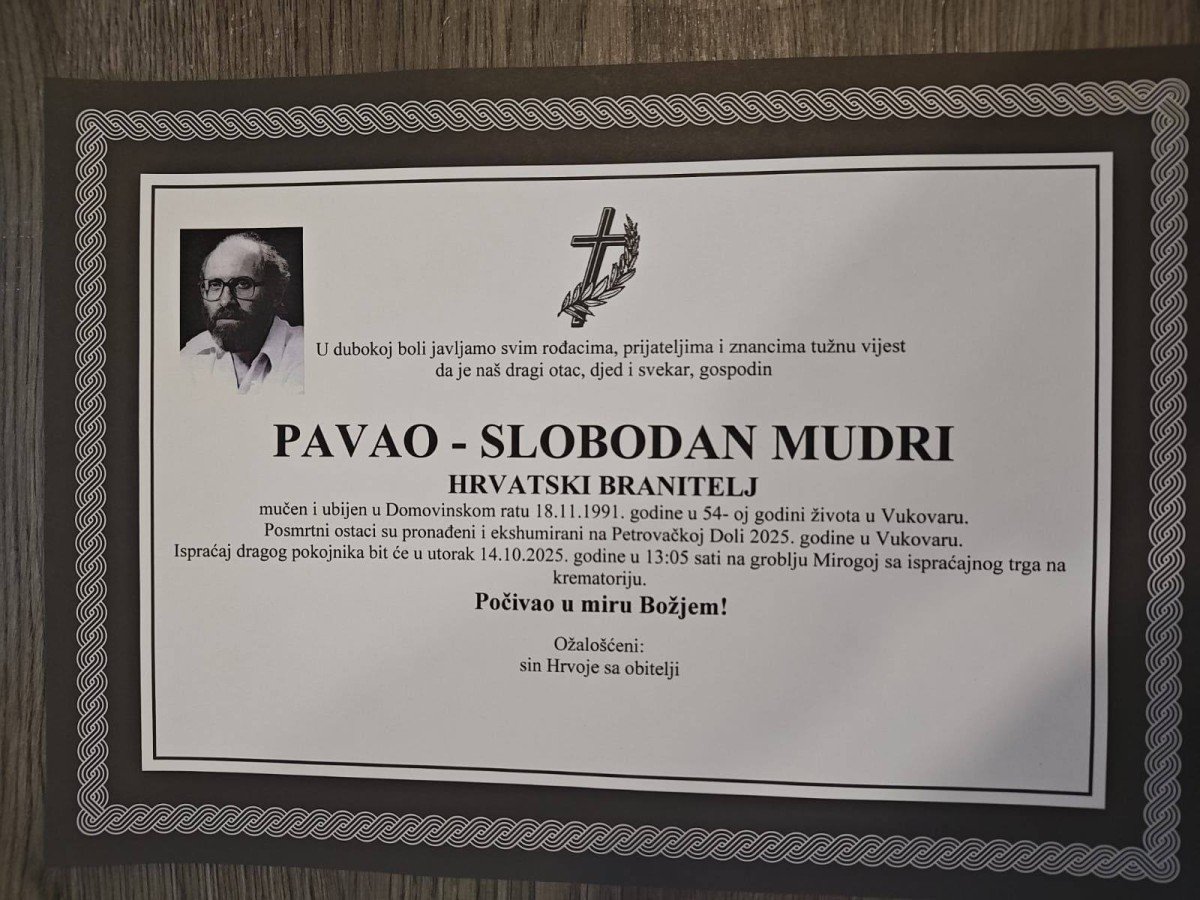 U dubokoj boli javljamo svim rođacima, prijateljima i znancima tužnu vijest
da je naš dragi otac, djed i svekar, gospodin
PAVAO - SLOBODAN MUDRI
HRVATSKI BRANITELJ
mučen i ubijen u Domovinskom ratu 18.11.1991. godine u 54- oj godini života u Vukovaru.
Posmrtni ostaci su pronađeni i ekshumirani na Petrovačkoj Doli 2025. godine u Vukovaru.
Ispraćaj dragog pokojnika bit će u utorak 14.10.2025. godine u 13:05 sati na groblju Mirogoj sa ispraćajnog trga na
krematoriju.
Počivao u miru Božjem!
Ožalošćeni:
sin Hrvoje sa obitelji